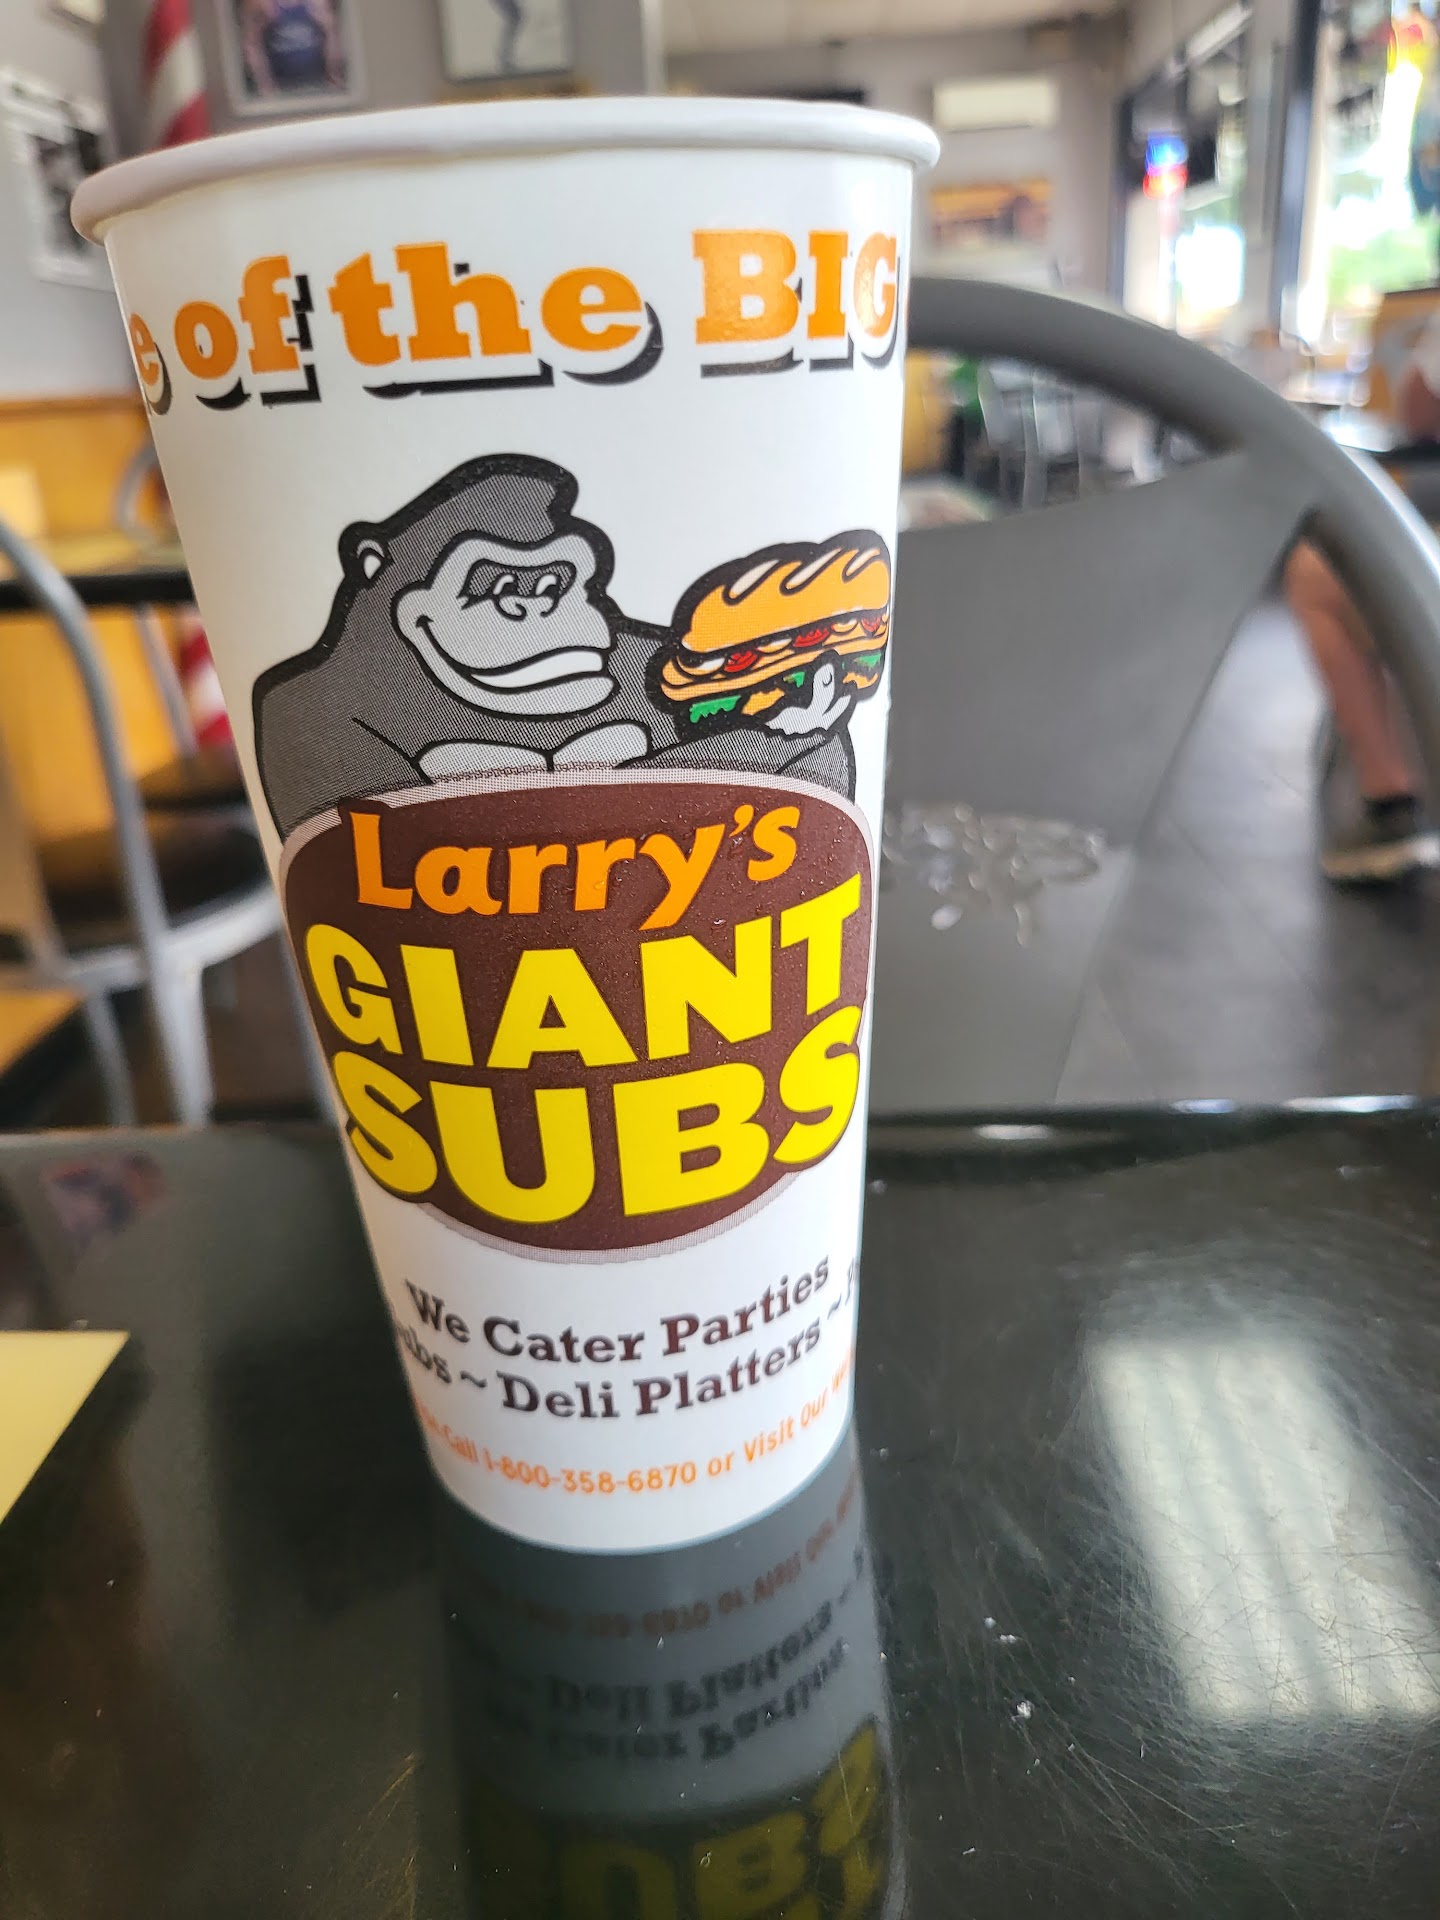 of the BIG
Larry's
GIANT
SUBS
We Cater Parties
~ Deli Platters ~
Call 1-800-358-6870 or Visit Our